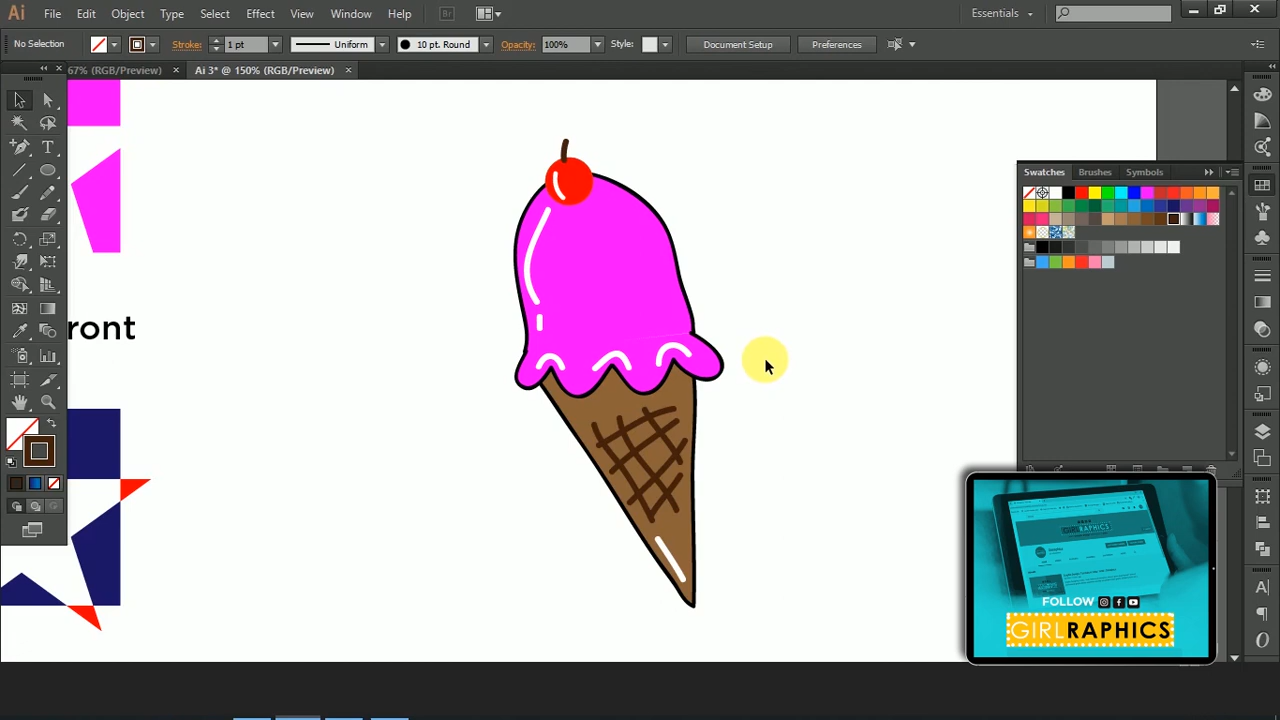 Ai File Edit Object Type Select Effect View Window Help Br Essentials
No Selection Stroke: 1 pt Uniform 10 pt. Round Opacity: 100% Style: Document Setup Preferences
67% (RGB/Preview) × Ai 3* @ 150% (RGB/Preview) ×
Swatches Brushes Symbols
ront
FOLLOW
GIRLRAPHICS